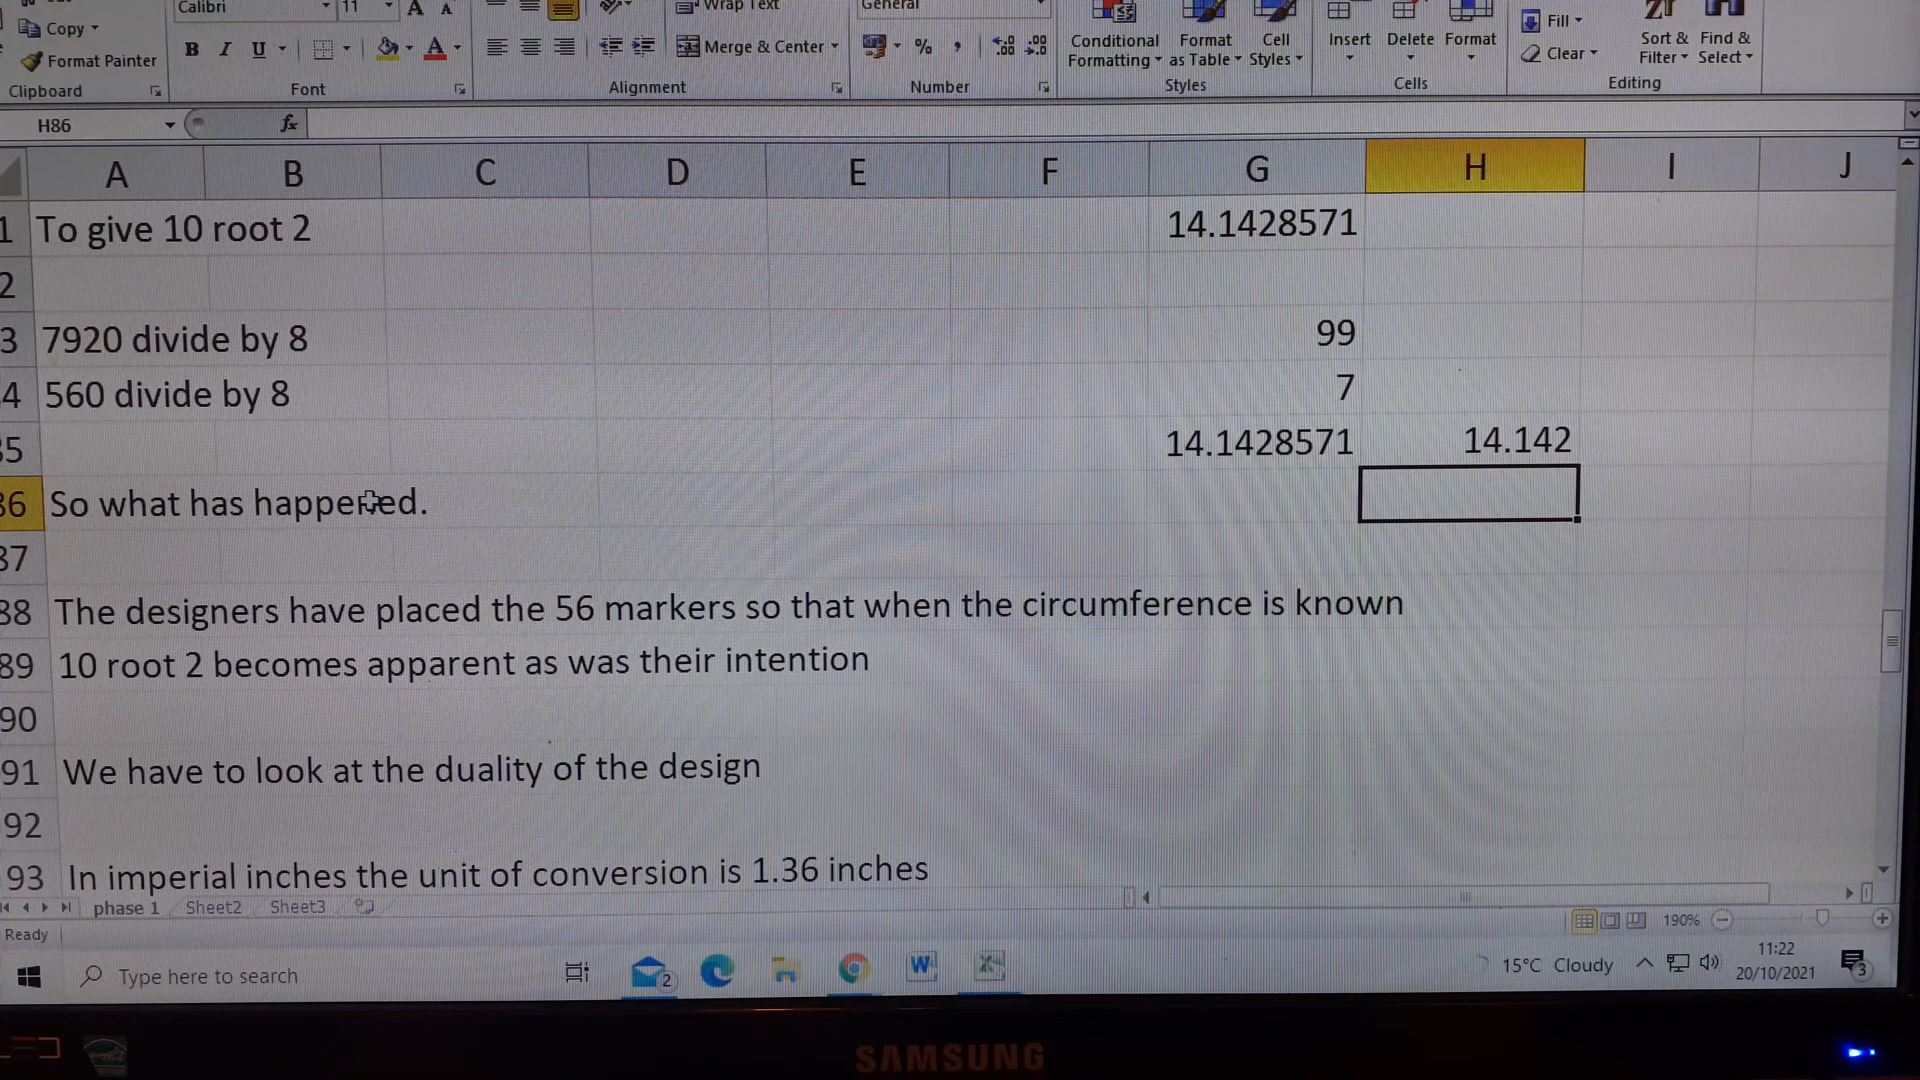 Calibri
11
A A
Wrap Text
General
Copy
Format Painter
B I U
A
Merge & Center
%
Conditional
Formatting
Format
as Table
Cell
Styles
Insert
Delete
Format
Fill
Clear
Sort &
Filter
Find &
Select
Clipboard
Font
Alignment
Number
Styles
Cells
Editing
H86
fx
A B C D E F G H I J
1 To give 10 root 2 14.1428571
2
3 7920 divide by 8 99
4 560 divide by 8 7
5 14.1428571 14.142
86 So what has happened.
87
88 The designers have placed the 56 markers so that when the circumference is known
89 10 root 2 becomes apparent as was their intention
90
91 We have to look at the duality of the design
92
93 In imperial inches the unit of conversion is 1.36 inches
phase 1 Sheet2 Sheet3
Ready
190%
Type here to search
2
W
X
15°C Cloudy
11:22
20/10/2021
3
SAMSUNG